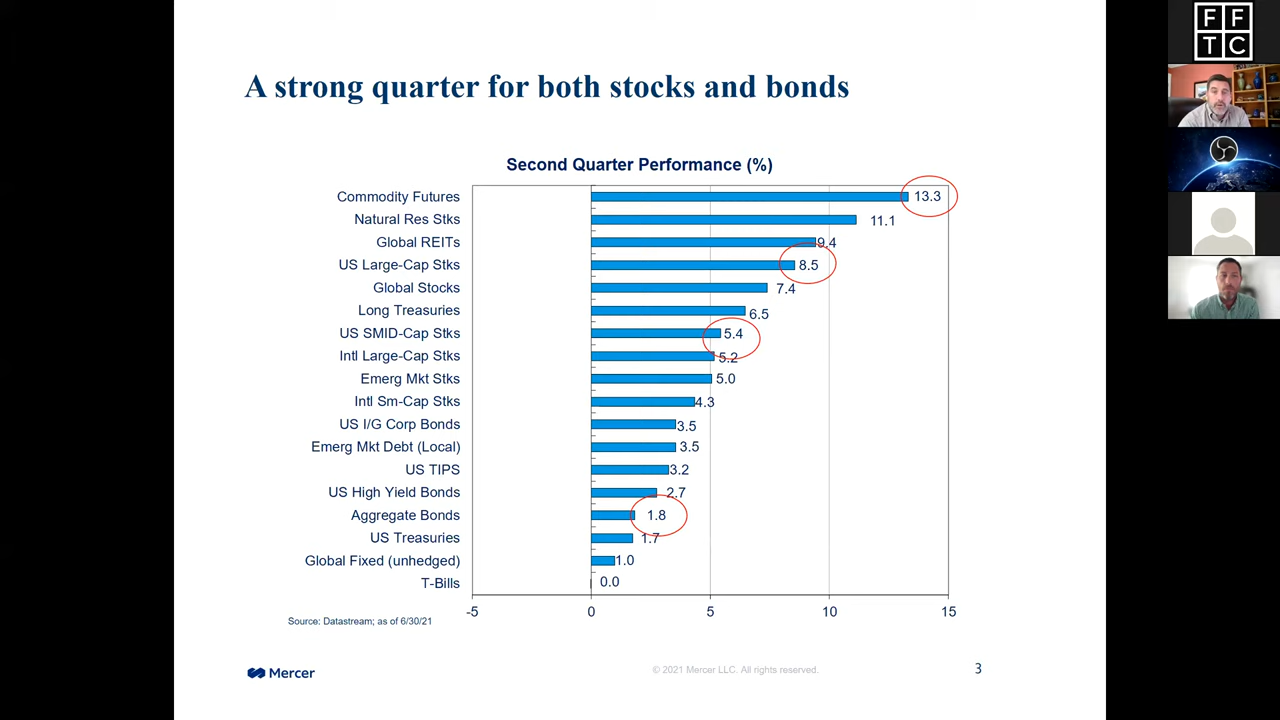 A strong quarter for both stocks and bonds
Second Quarter Performance (%)
Commodity Futures 13.3
Natural Res Stks 11.1
Global REITs 9.4
US Large-Cap Stks 8.5
Global Stocks 7.4
Long Treasuries 6.5
US SMID-Cap Stks 5.4
Intl Large-Cap Stks 5.2
Emerg Mkt Stks 5.0
Intl Sm-Cap Stks 4.3
US I/G Corp Bonds 3.5
Emerg Mkt Debt (Local) 3.5
US TIPS 3.2
US High Yield Bonds 2.7
Aggregate Bonds 1.8
US Treasuries 1.7
Global Fixed (unhedged) 1.0
T-Bills 0.0
-5 0 5 10 15
Source: Datastream; as of 6/30/21
Mercer
© 2021 Mercer LLC. All rights reserved.
3
F F
T C